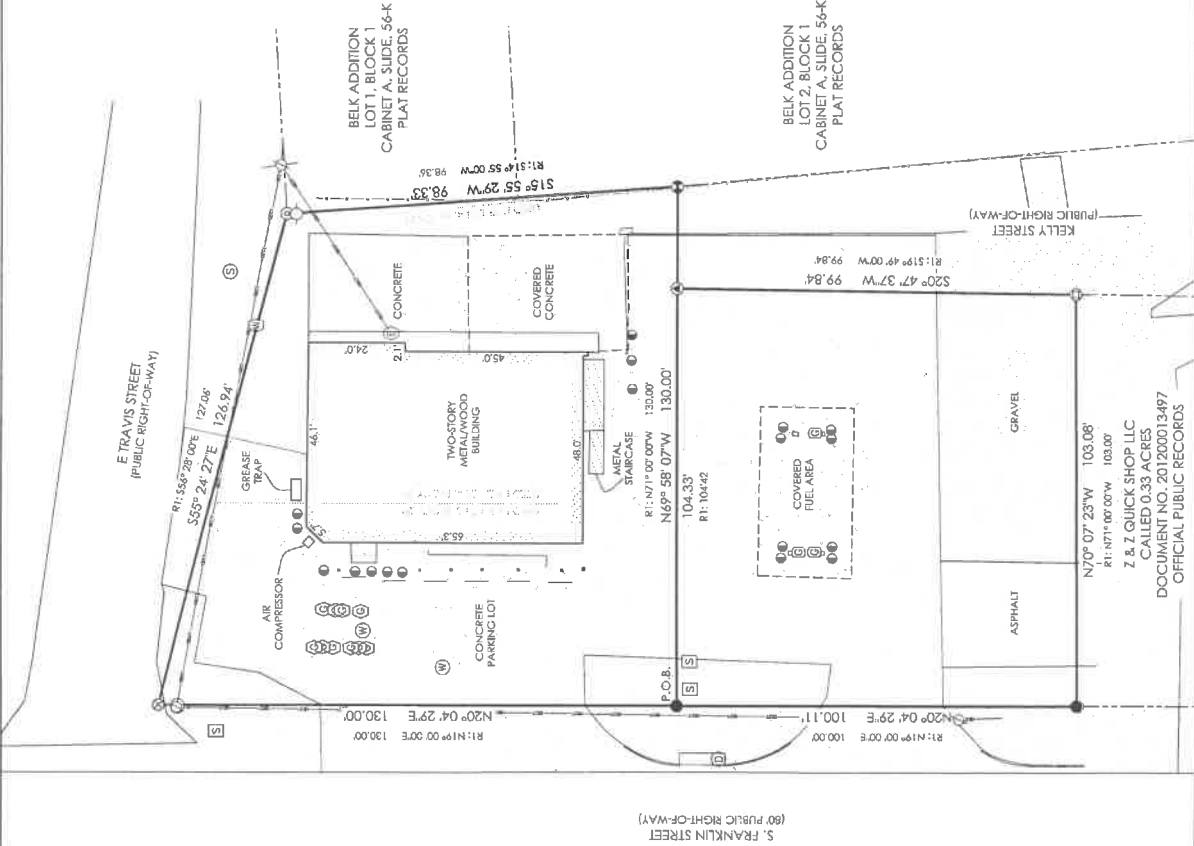 E TRAVIS STREET
(PUBLIC RIGHT-OF-WAY)
R1: S56° 28' 00"E 127.06'
S55° 24' 27"E 126.94'
BELK ADDITION
LOT 1, BLOCK 1
CABINET A, SLIDE, 56-K
PLAT RECORDS
R1: S14° 55' 00"W 98.36'
S15° 55' 29"W 98.33'
BELK ADDITION
LOT 2, BLOCK 1
CABINET A, SLIDE, 56-K
PLAT RECORDS
KELLY STREET
(PUBLIC RIGHT-OF-WAY)
R1: S19° 49' 00"W 99.84'
S20° 47' 37"W 99.84'
S
W
E
GREASE
TRAP
AIR
COMPRESSOR
CONCRETE
COVERED
CONCRETE
24.0'
2.1'
45.0'
46.1'
5.7'
65.3'
48.0'
TWO-STORY
METAL/WOOD
BUILDING
METAL
STAIRCASE
CONCRETE
PARKING LOT
G
G
W
W
R1: N71° 00' 00"W 130.00'
N69° 58' 07"W 130.00'
104.33'
R1: 104.42
P.O.B.
S
S
S
COVERED
FUEL AREA
G
G
G
GRAVEL
ASPHALT
N70° 07' 23"W 103.08'
R1: N71° 00' 00"W 103.00'
Z & Z QUICK SHOP LLC
CALLED 0.33 ACRES
DOCUMENT NO. 201200013497
OFFICIAL PUBLIC RECORDS
N20° 04' 29"E 130.00'
R1: N19° 00' 00"E 130.00'
N20° 04' 29"E 100.11'
R1: N19° 00' 00"E 100.00'
D
S. FRANKLIN STREET
(80' PUBLIC RIGHT-OF-WAY)